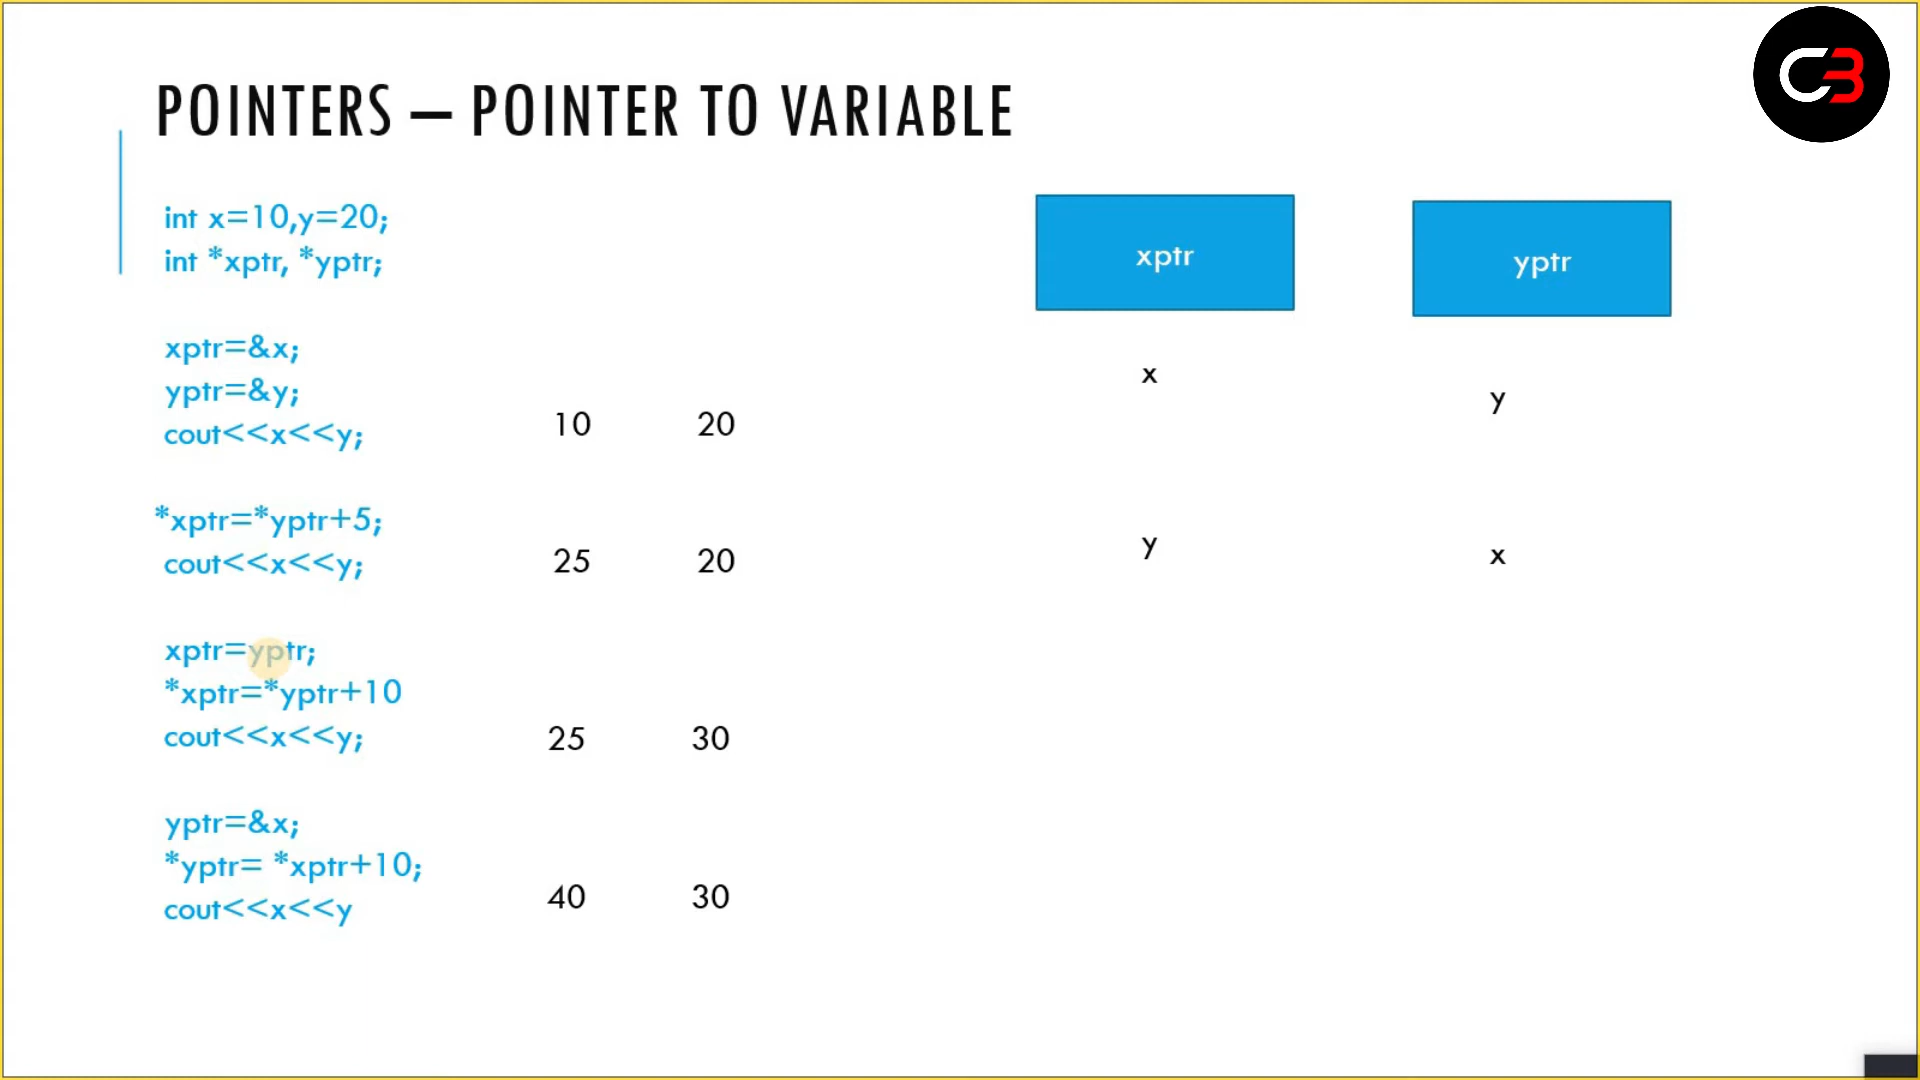 POINTERS – POINTER TO VARIABLE
C3
int x=10,y=20;
int *xptr, *yptr;
xptr
yptr
xptr=&x;
yptr=&y;
cout<<x<<y;
10 20
x
y
*xptr=*yptr+5;
cout<<x<<y;
25 20
y
x
xptr=yptr;
*xptr=*yptr+10
cout<<x<<y;
25 30
yptr=&x;
*yptr= *xptr+10;
cout<<x<<y
40 30